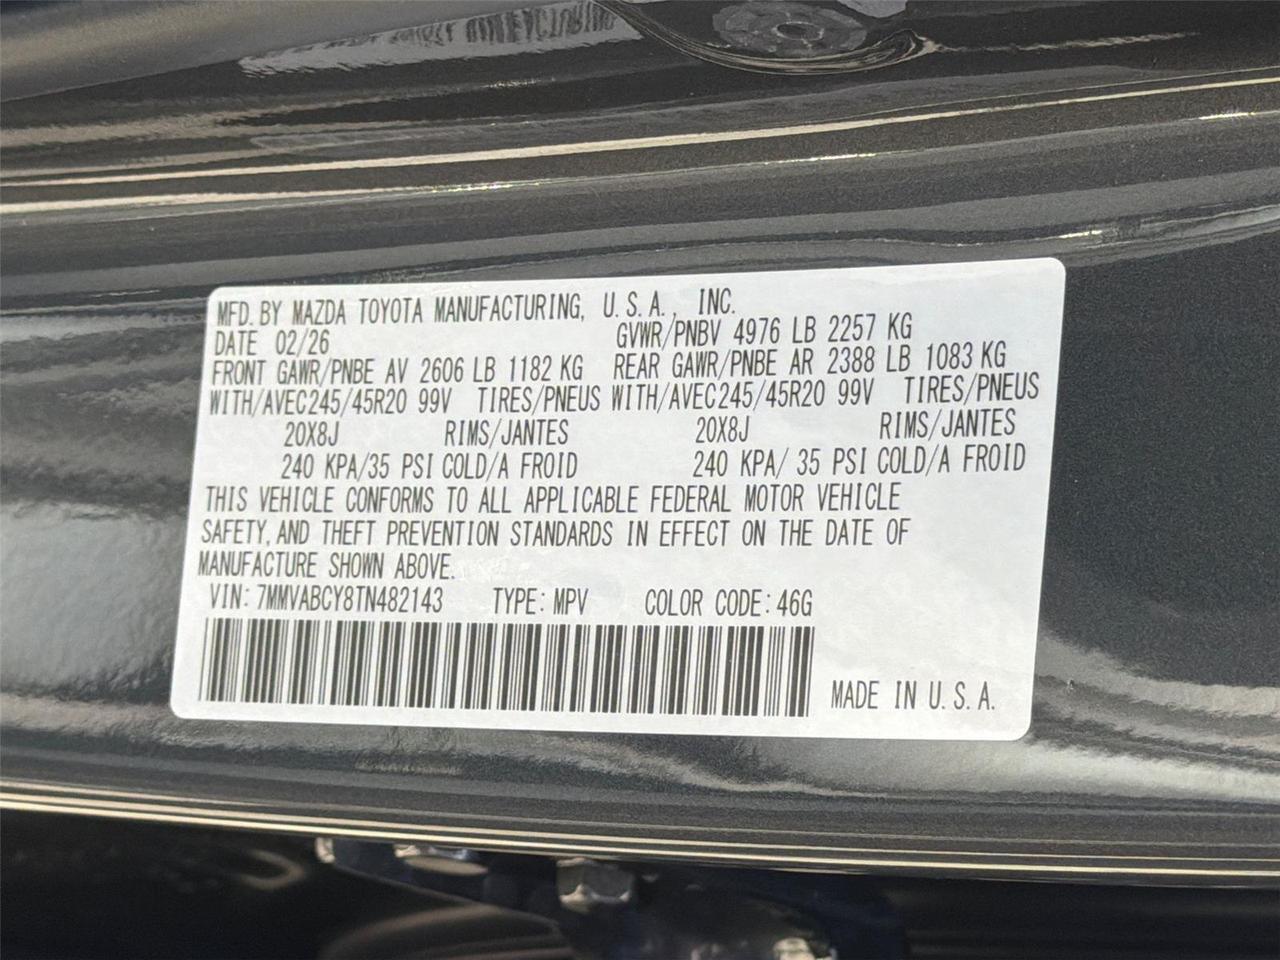 MFD. BY MAZDA TOYOTA MANUFACTURING, U.S.A., INC.
DATE 02/26 GVWR/PNBV 4976 LB 2257 KG
FRONT GAWR/PNBE AV 2606 LB 1182 KG REAR GAWR/PNBE AR 2388 LB 1083 KG
WITH/AVEC245/45R20 99V TIRES/PNEUS WITH/AVEC245/45R20 99V TIRES/PNEUS
20X8J RIMS/JANTES 20X8J RIMS/JANTES
240 KPA/35 PSI COLD/A FROID 240 KPA/ 35 PSI COLD/A FROID
THIS VEHICLE CONFORMS TO ALL APPLICABLE FEDERAL MOTOR VEHICLE
SAFETY, AND THEFT PREVENTION STANDARDS IN EFFECT ON THE DATE OF
MANUFACTURE SHOWN ABOVE.
VIN: 7MMVABCY8TN482143 TYPE: MPV COLOR CODE: 46G
MADE IN U.S.A.